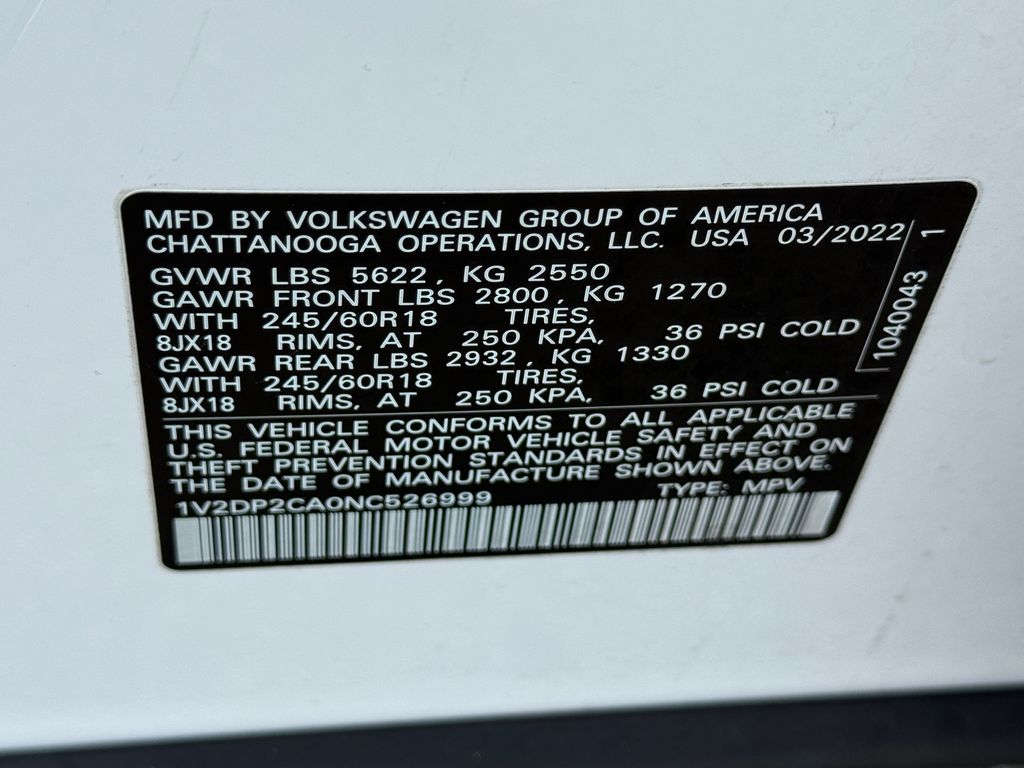 MFD BY VOLKSWAGEN GROUP OF AMERICA
CHATTANOOGA OPERATIONS, LLC. USA 03/2022
GVWR LBS 5622, KG 2550
GAWR FRONT LBS 2800, KG 1270
WITH 245/60R18 TIRES,
8JX18 RIMS, AT 250 KPA, 36 PSI COLD
GAWR REAR LBS 2932, KG 1330
WITH 245/60R18 TIRES,
8JX18 RIMS, AT 250 KPA, 36 PSI COLD
THIS VEHICLE CONFORMS TO ALL APPLICABLE
U.S. FEDERAL MOTOR VEHICLE SAFETY AND
THEFT PREVENTION STANDARDS IN EFFECT ON
THE DATE OF MANUFACTURE SHOWN ABOVE.
1V2DP2CA0NC526999 TYPE: MPV
1040043 1